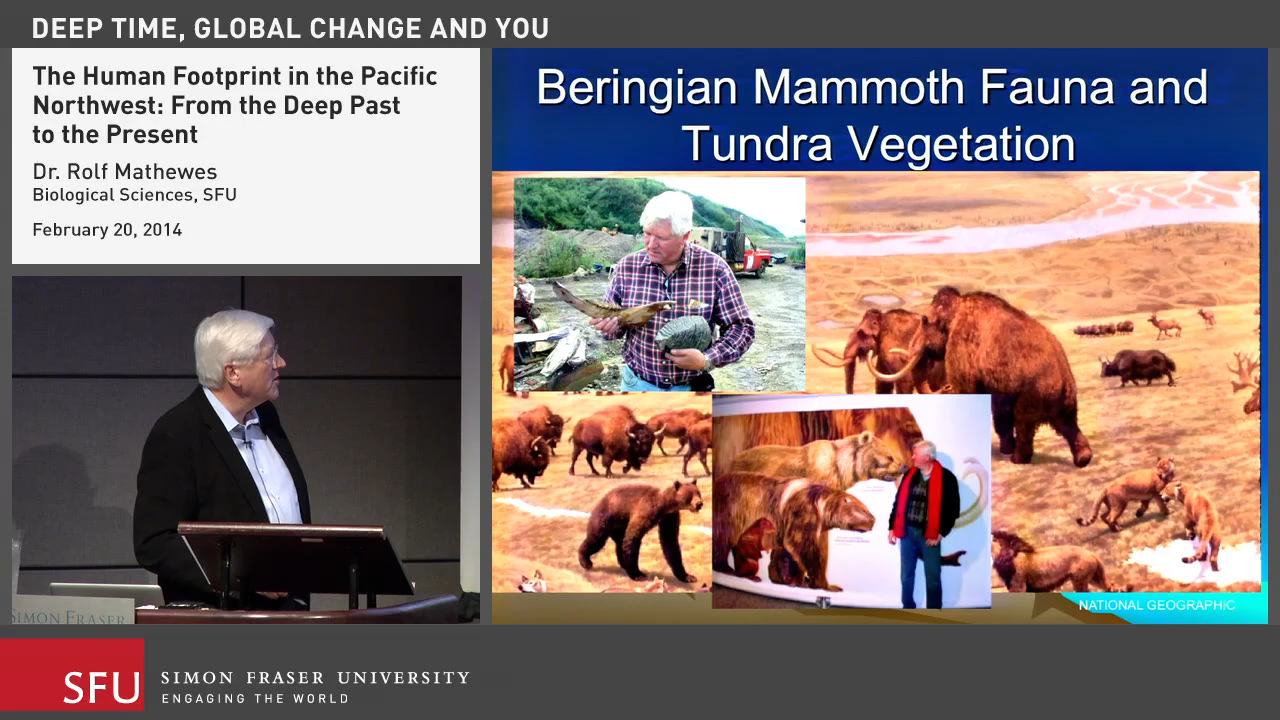 DEEP TIME, GLOBAL CHANGE AND YOU
The Human Footprint in the Pacific
Northwest: From the Deep Past
to the Present
Dr. Rolf Mathewes
Biological Sciences, SFU
February 20, 2014
Beringian Mammoth Fauna and
Tundra Vegetation
NATIONAL GEOGRAPHIC
SIMON FRASER
SFU
SIMON FRASER UNIVERSITY
ENGAGING THE WORLD